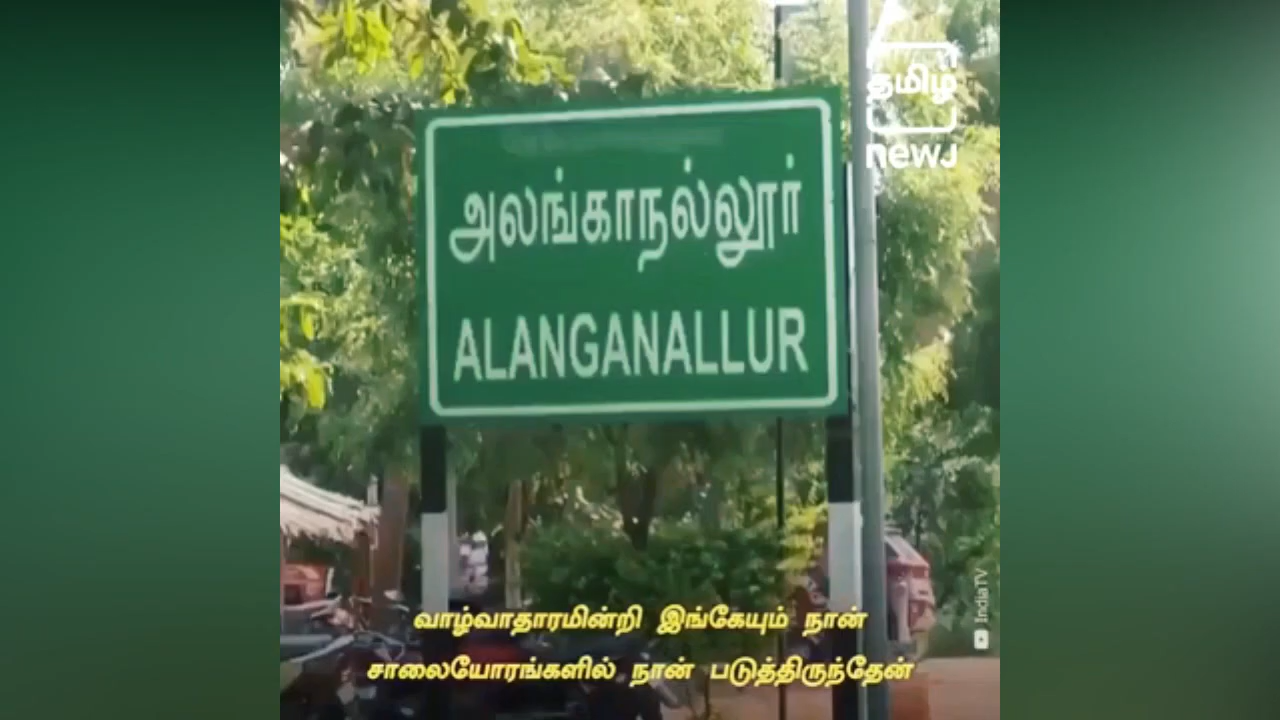 தமிழ்
newJ
அலங்காநல்லூர்
ALANGANALLUR
IndiaTV
வாழ்வாதாரமின்றி இங்கேயும் நான்
சாலையோரங்களில் நான் படுத்திருந்தேன்